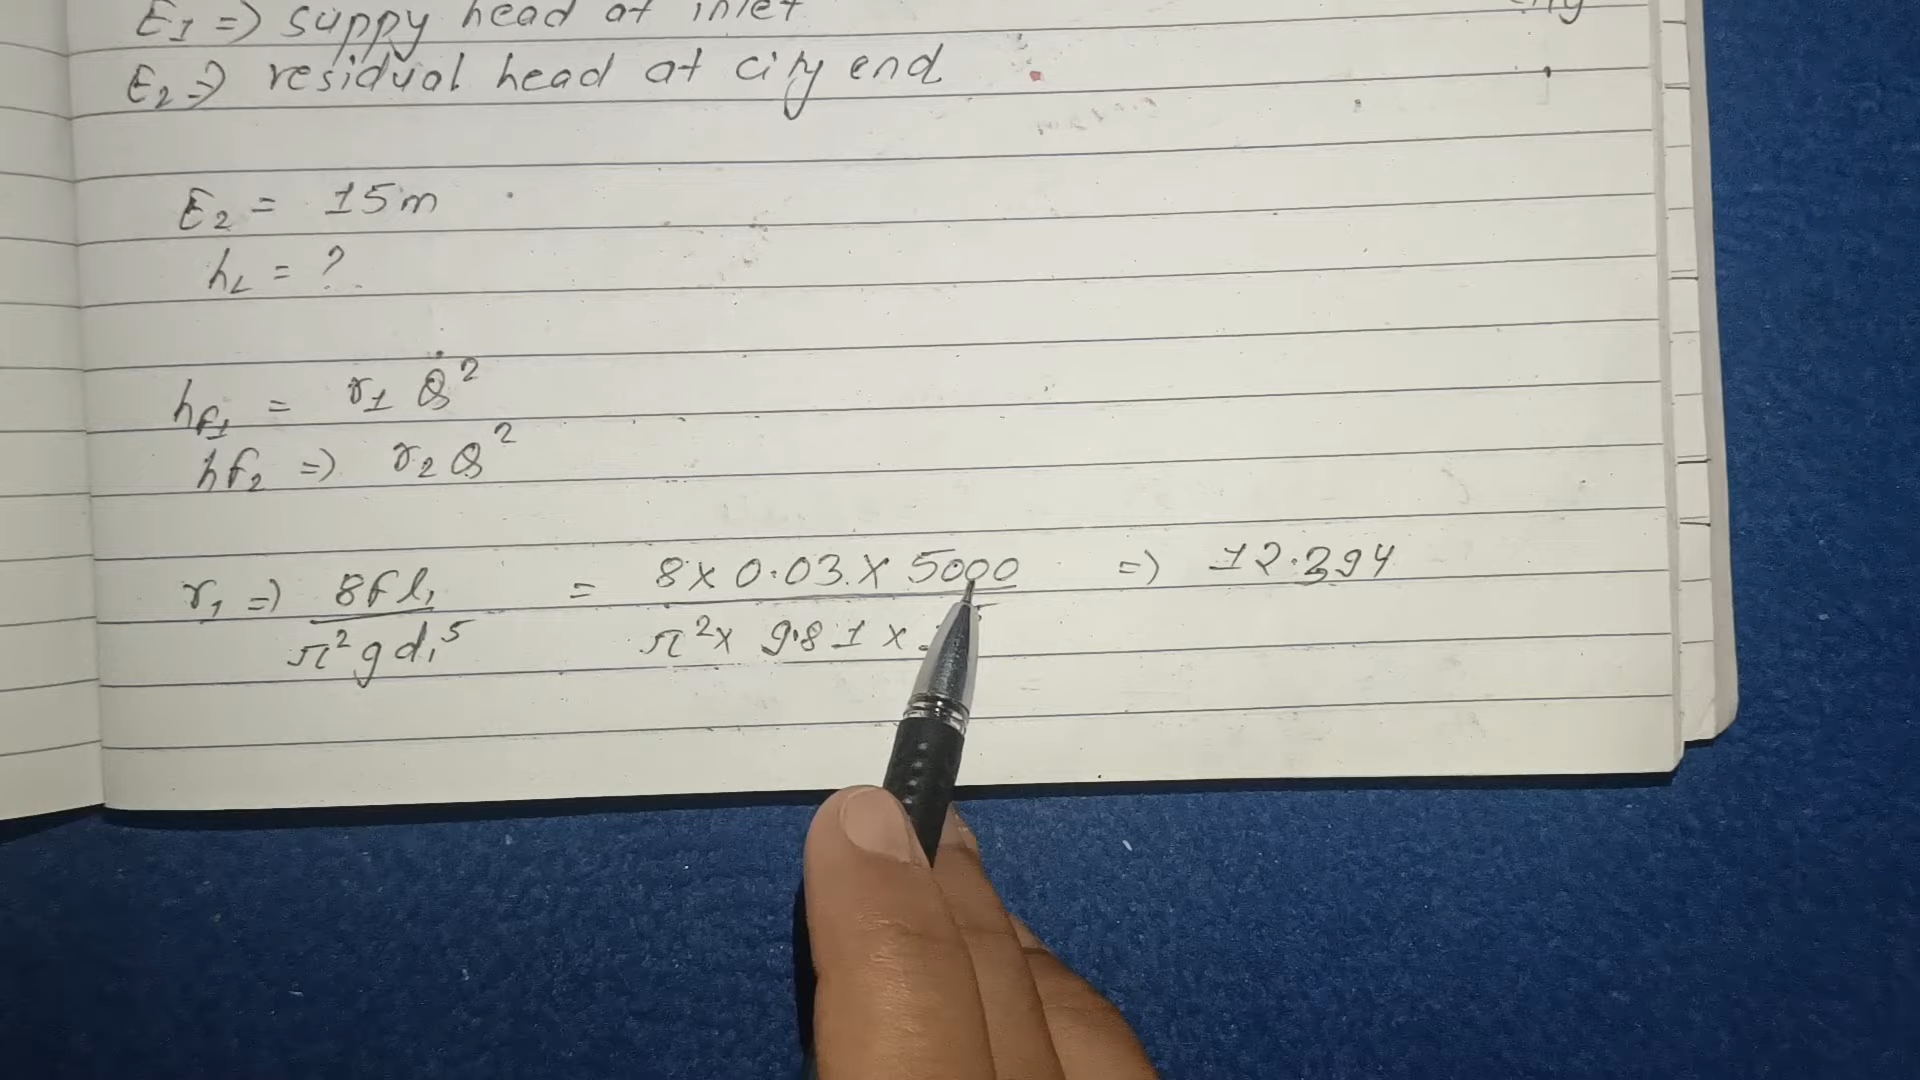 E1 => suppy head at inlet
E2 => residual head at city end
E2 = 15m
hL = ?
hf1 = r1 Q²
hf2 => r2 Q²
r1 => 8fl1 / π²gd1⁵ = 8 x 0.03 x 5000 / π² x 9.81 x => 12.394